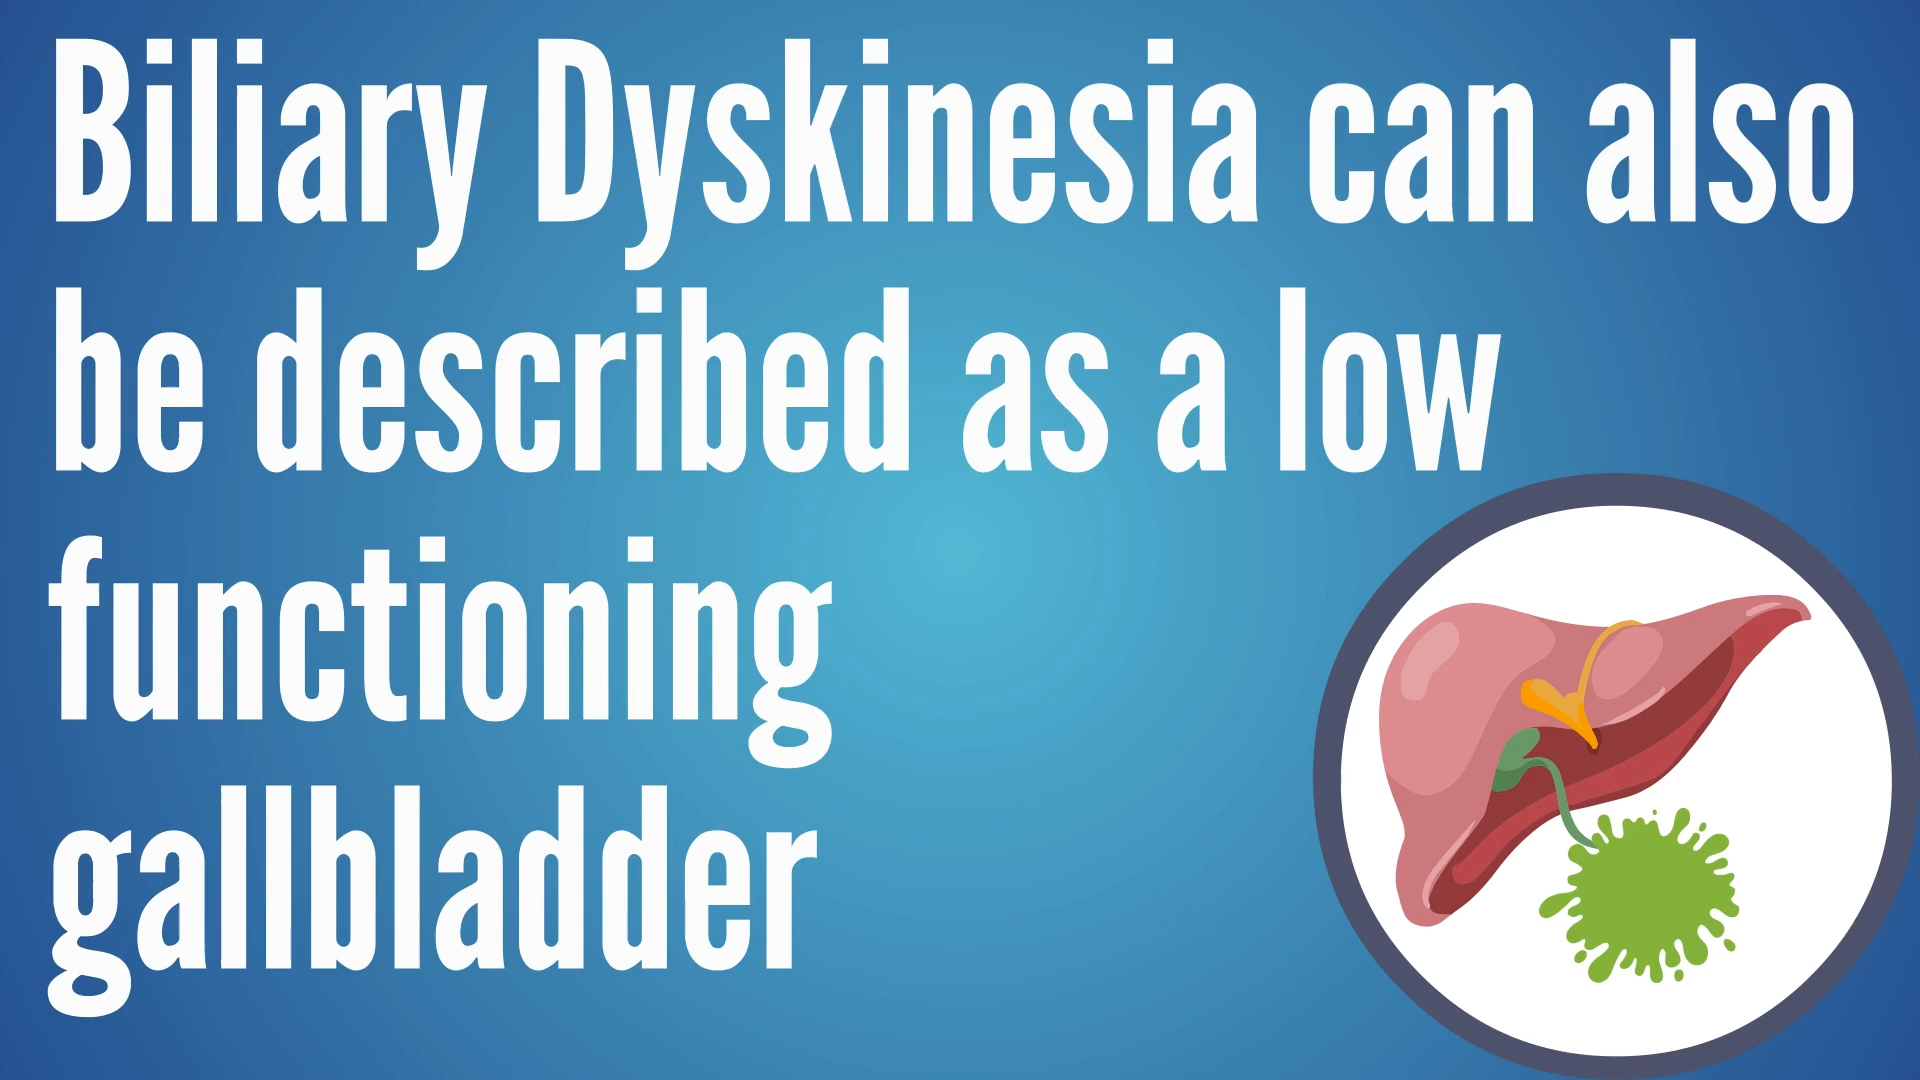 Biliary Dyskinesia can also
be described as a low
functioning
gallbladder